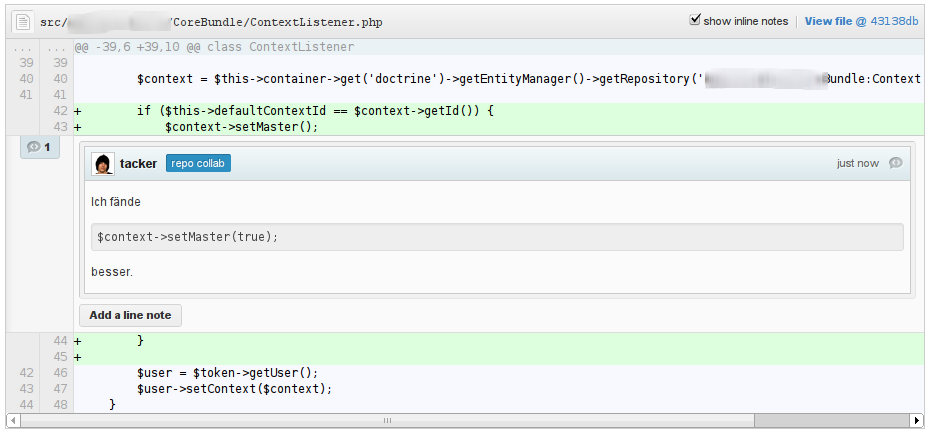 src/ /CoreBundle/ContextListener.php show inline notes | View file @ 43138db
... ... @@ -39,6 +39,10 @@ class ContextListener
39 39
40 40 $context = $this->container->get('doctrine')->getEntityManager()->getRepository(' Bundle:Context
41 41
42 + if ($this->defaultContextId == $context->getId()) {
43 + $context->setMaster();
1
tacker repo collab just now
Ich fände
$context->setMaster(true);
besser.
Add a line note
44 + }
45 +
42 46 $user = $token->getUser();
43 47 $user->setContext($context);
44 48 }